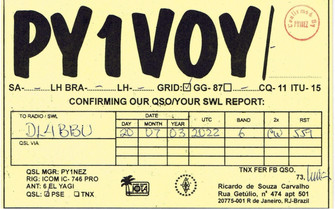 PY1VOY/
SA- LH BRA- LH- GRID: GG- 87 CQ- 11 ITU- 15
CONFIRMING OUR QSO/YOUR SWL REPORT:
TO RADIO / SWL DAY MONTH YEAR UTC BAND 2x RST
DL4BBU 20 07 03 2022 6 CW 559
QSL VIA
QSL MGR: PY1NEZ
RIG: ICOM IC- 746 PRO
ANT: 6 EL YAGI
QSL: PSE TNX
TNX FER FB QSO,
73,
Ricardo de Souza Carvalho
Rua Getúlio, n° 474 apt 501
20775-001 R de Janeiro, RJ-Brazil